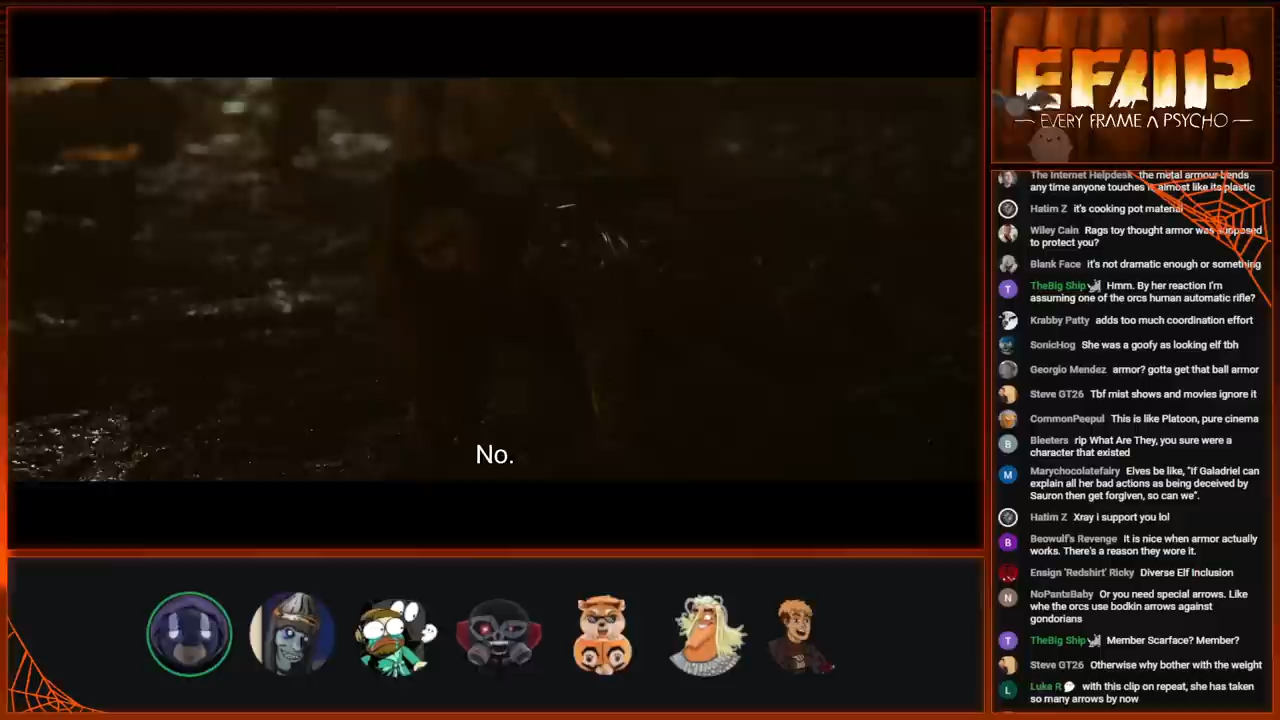 No.
EFAP
EVERY FRAME A PSYCHO
The Internet Helpdesk the metal armour bends
any time anyone touches it almost like its plastic
Hatim Z it's cooking pot material
Wiley Cain Rags toy thought armor was supposed
to protect you?
Blank Face it's not dramatic enough or something
TheBig Ship Hmm. By her reaction I'm
assuming one of the orcs human automatic rifle?
Krabby Patty adds too much coordination effort
SonicHog She was a goofy as looking elf tbh
Georgio Mendez armor? gotta get that ball armor
Steve GT26 Tbf mist shows and movies ignore it
CommonPeepul This is like Platoon, pure cinema
Bleeters rip What Are They, you sure were a
character that existed
Marychocolatefairy Elves be like, "If Galadriel can
explain all her bad actions as being deceived by
Sauron then get forgiven, so can we".
Hatim Z Xray i support you lol
Beowulf's Revenge It is nice when armor actually
works. There's a reason they wore it.
Ensign 'Redshirt' Ricky Diverse Elf Inclusion
NoPantsBaby Or you need special arrows. Like
whe the orcs use bodkin arrows against
gondorians
TheBig Ship Member Scarface? Member?
Steve GT26 Otherwise why bother with the weight
Luke R with this clip on repeat, she has taken
so many arrows by now